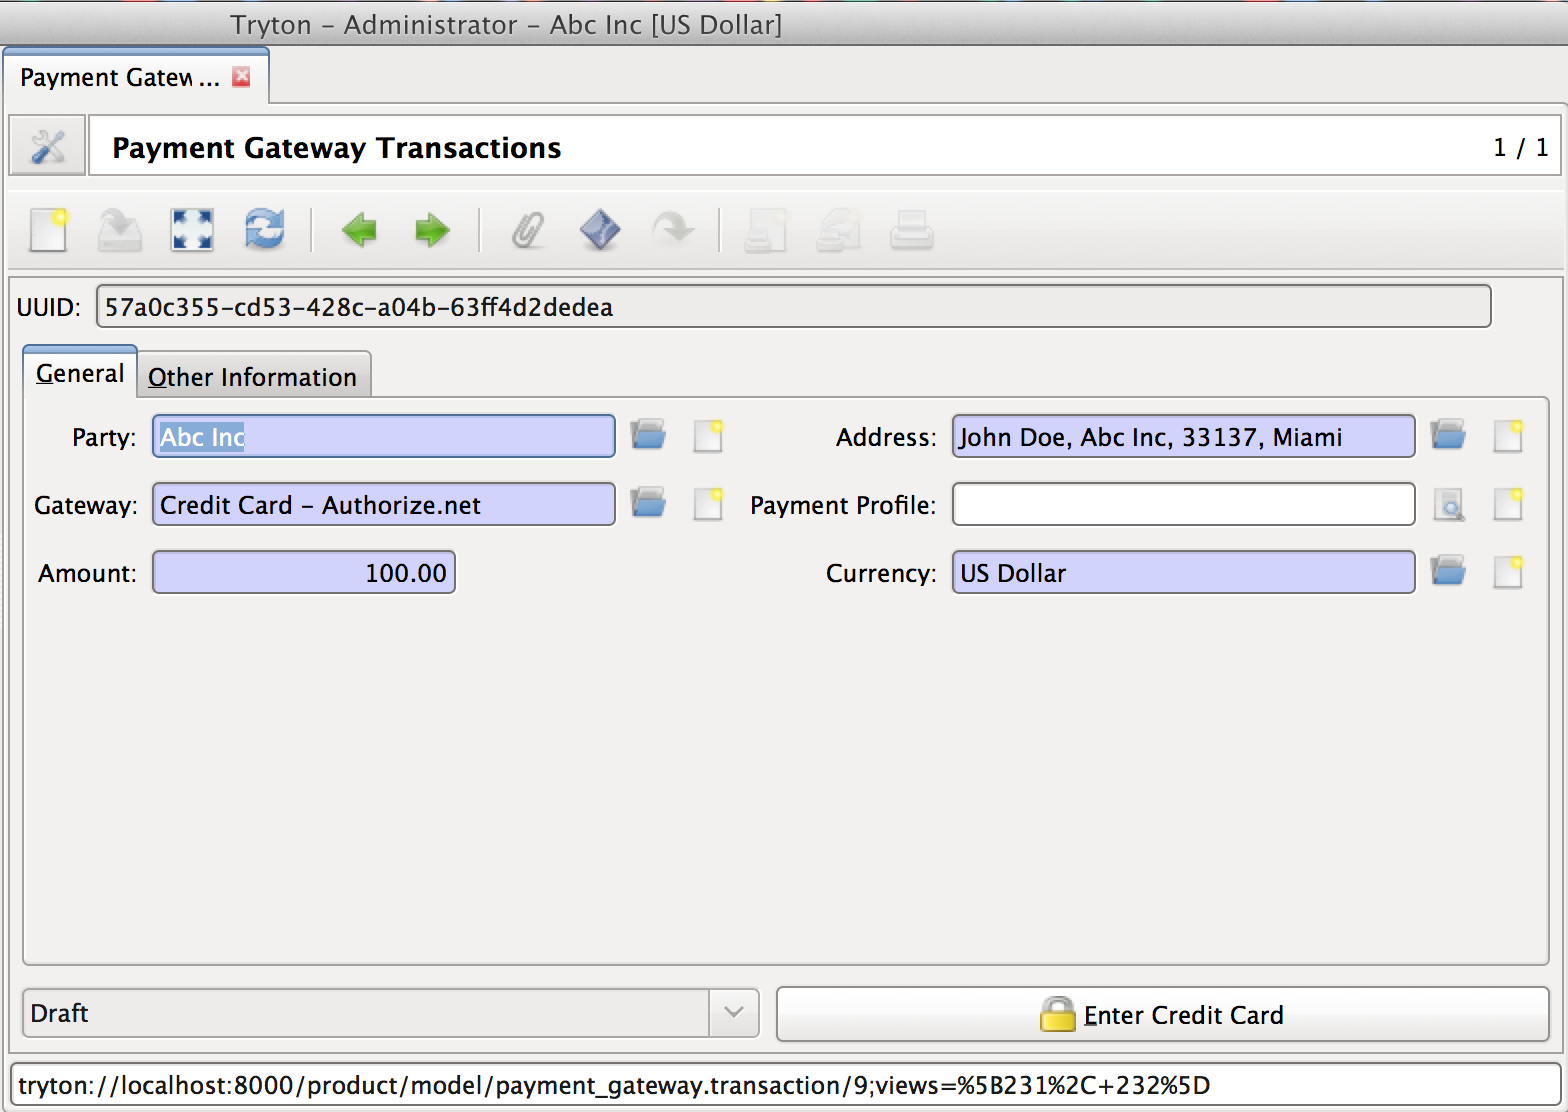 Tryton – Administrator – Abc Inc [US Dollar]
Payment Gatew ...
Payment Gateway Transactions 1 / 1
UUID: 57a0c355-cd53-428c-a04b-63ff4d2dedea
General Other Information
Party: Abc Inc Address: John Doe, Abc Inc, 33137, Miami
Gateway: Credit Card – Authorize.net Payment Profile:
Amount: 100.00 Currency: US Dollar
Draft Enter Credit Card
tryton://localhost:8000/product/model/payment_gateway.transaction/9;views=%5B231%2C+232%5D